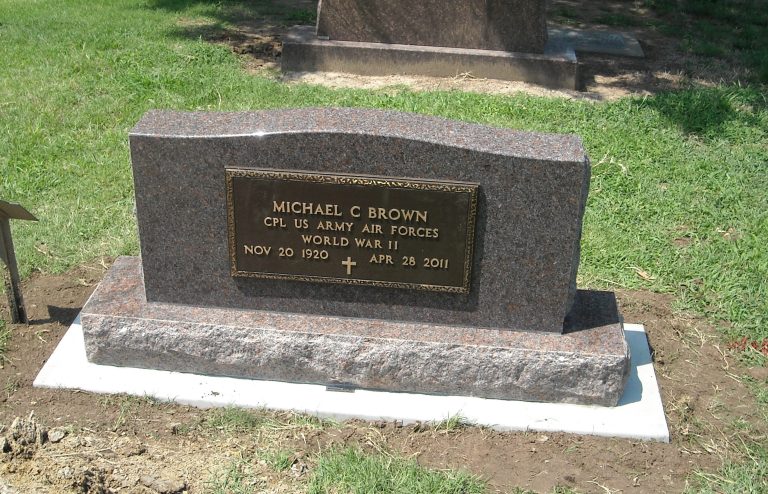 MICHAEL C BROWN
CPL US ARMY AIR FORCES
WORLD WAR II
NOV 20 1920 APR 28 2011